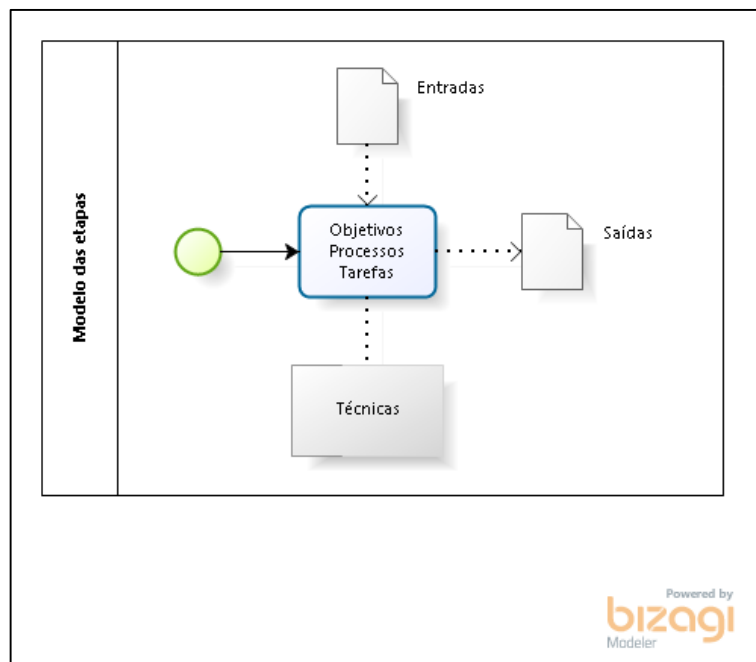 Entradas
Modelo das etapas
Objetivos
Processos
Tarefas
Saídas
Técnicas
Powered by
bizagi
Modeler